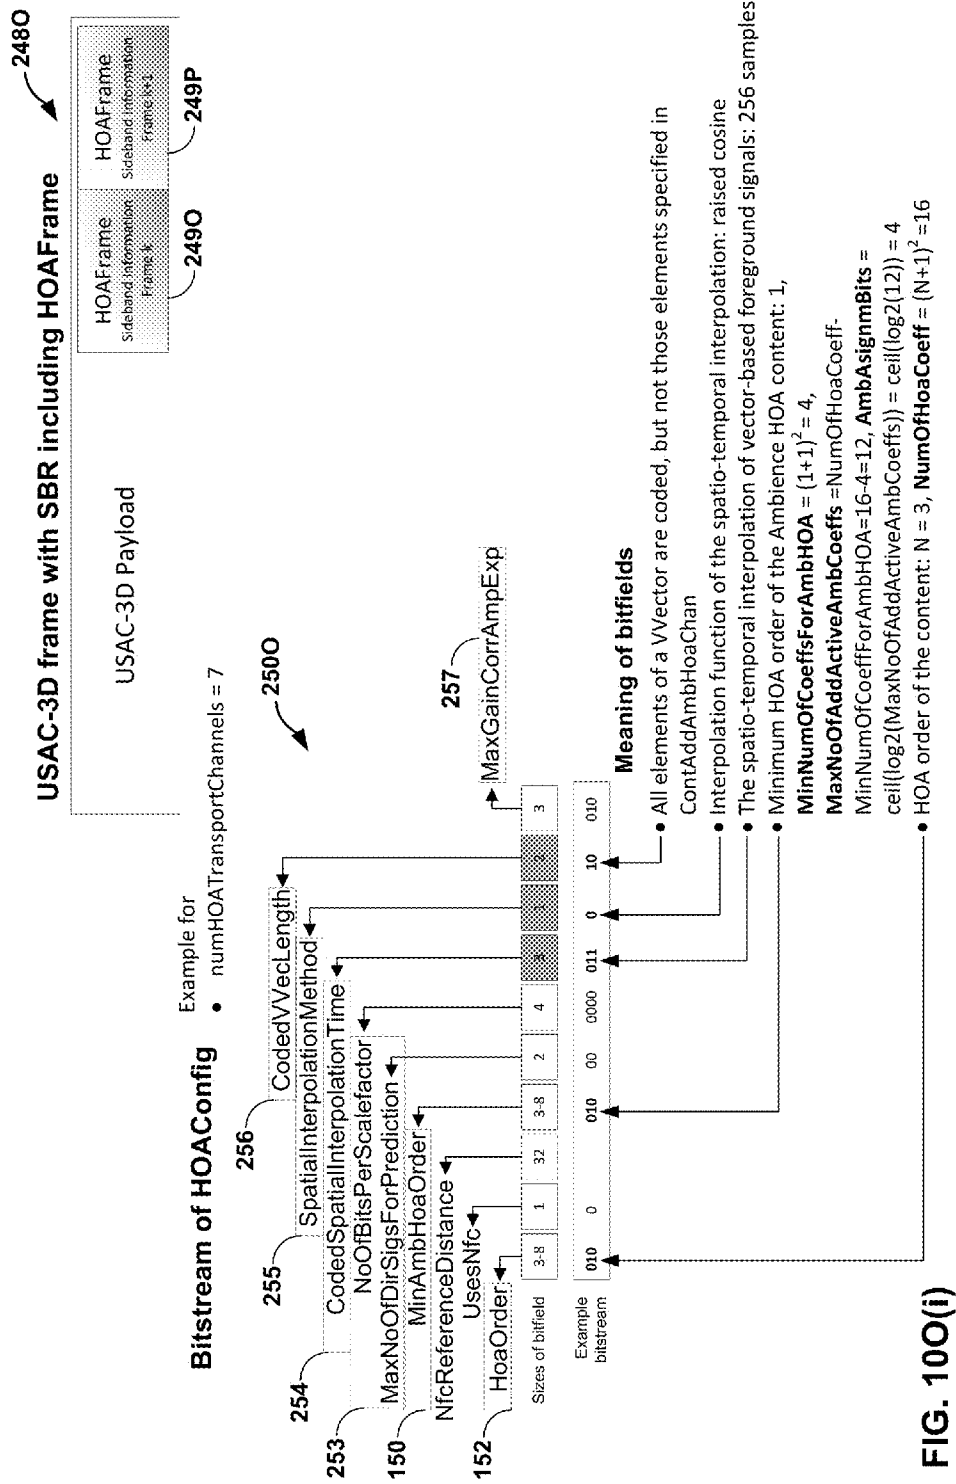 USAC-3D frame with SBR including HOAFrame
248O
USAC-3D Payload
HOAFrame
Sideband Information
Frame k
HOAFrame
Sideband Information
Frame k+1
249O
249P
Bitstream of HOAConfig
Example for
• numHOATransportChannels = 7
250O
256
CodedVVecLength
255
SpatialInterpolationMethod
254
CodedSpatialInterpolationTime
NoOfBitsPerScalefactor
253
MaxNoOfDirSigsForPrediction
150
MinAmbHoaOrder
NfcReferenceDistance
UsesNfc
152
HoaOrder
257
MaxGainCorrAmpExp
Sizes of bitfield
3-8
1
32
3-8
2
4
3
1
2
3
Example
bitstream
010
0
010
00
0000
011
0
10
010
Meaning of bitfields
• All elements of a VVector are coded, but not those elements specified in
ContAddAmbHoaChan
• Interpolation function of the spatio-temporal interpolation: raised cosine
• The spatio-temporal interpolation of vector-based foreground signals: 256 samples
• Minimum HOA order of the Ambience HOA content: 1,
MinNumOfCoeffsForAmbHOA = (1+1)² = 4,
MaxNoOfAddActiveAmbCoeffs =NumOfHoaCoeff-
MinNumOfCoeffForAmbHOA=16-4=12, AmbAsignmBits =
ceil(log2(MaxNoOfAddActiveAmbCoeffs)) = ceil(log2(12)) = 4
• HOA order of the content: N = 3, NumOfHoaCoeff = (N+1)² =16
FIG. 10O(i)